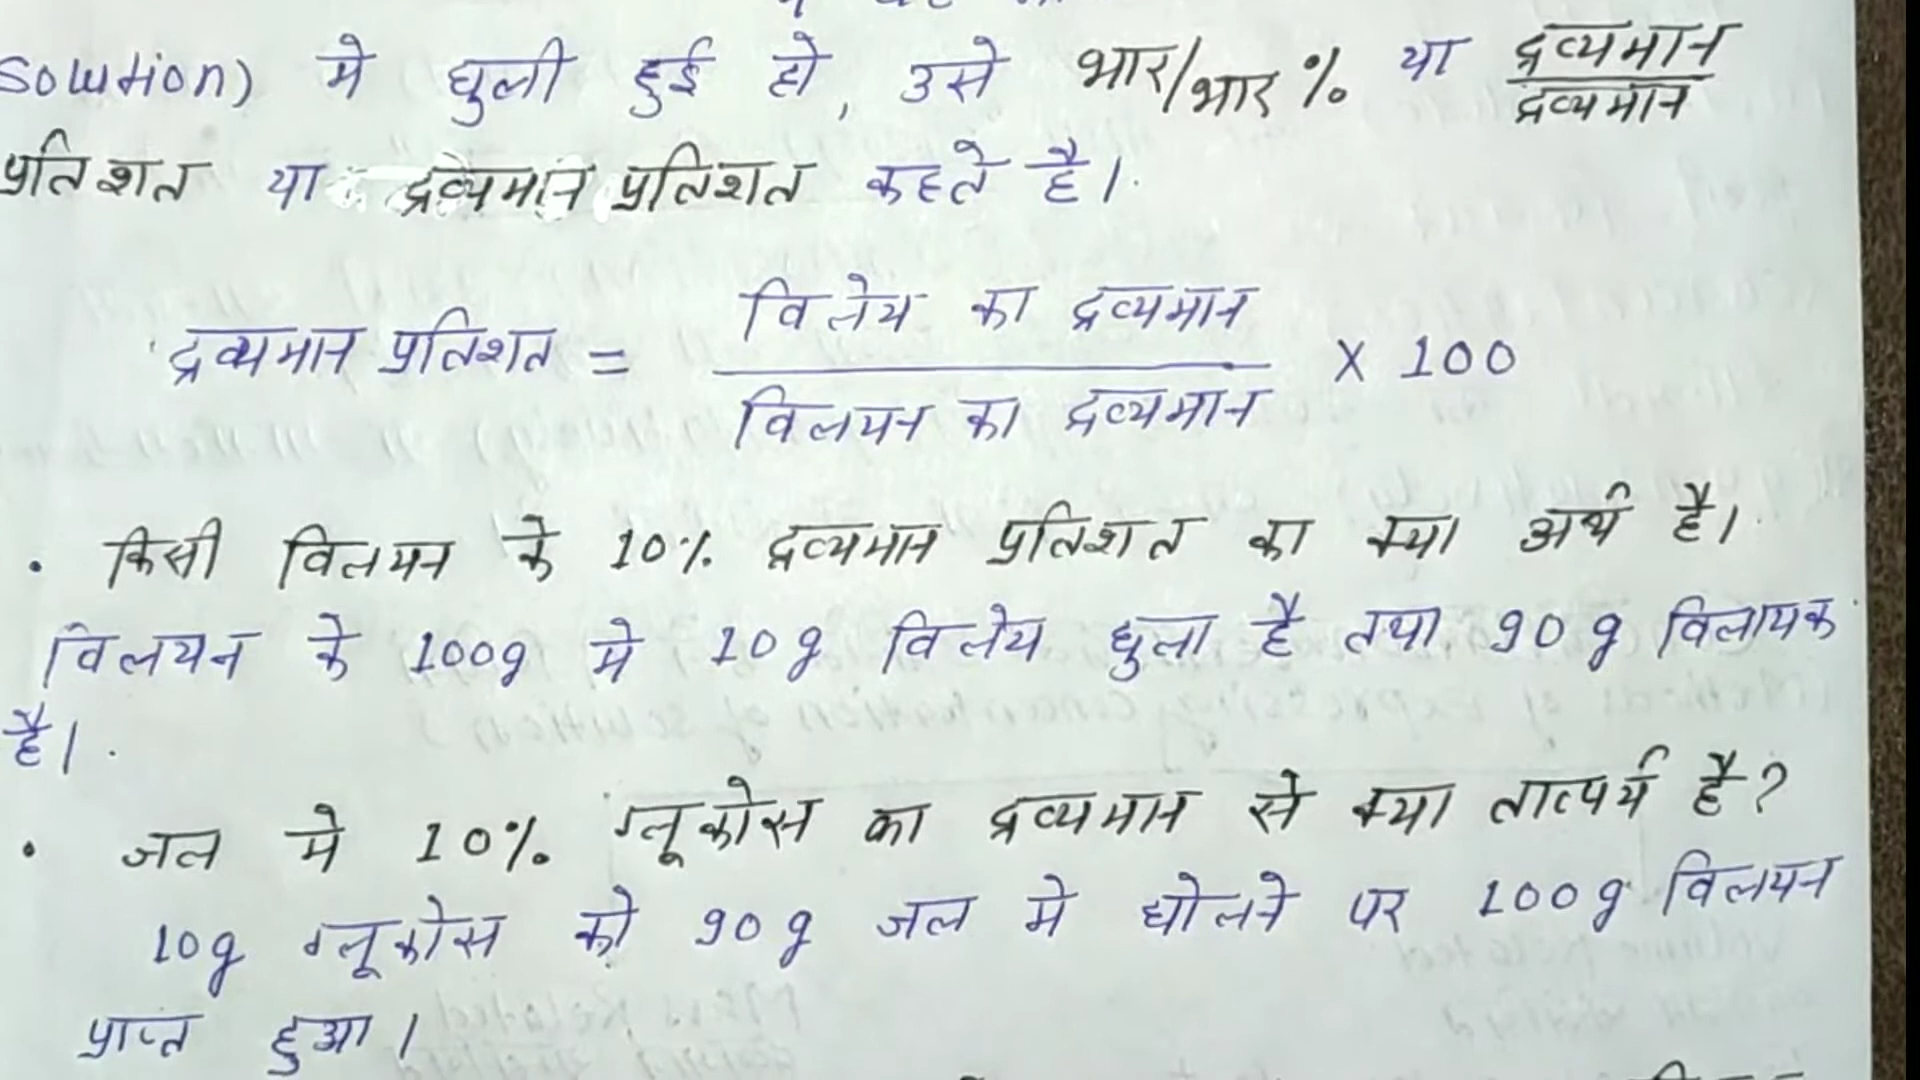 Solution) मे घुली हुई हो, उसे भार/भार % या द्रव्यमान/द्रव्यमान
प्रतिशत या द्रव्यमान प्रतिशत कहते है।
द्रव्यमान प्रतिशत = विलेय का द्रव्यमान / विलयन का द्रव्यमान X 100
• किसी विलयन के 10% द्रव्यमान प्रतिशत का क्या अर्थ है।
विलयन के 100g मे 10g विलेय घुला है तथा 90g विलायक
है।
• जल मे 10% ग्लूकोस का द्रव्यमान से क्या तात्पर्य है?
10g ग्लूकोस को 90g जल मे घोलने पर 100g विलयन
प्राप्त हुआ।